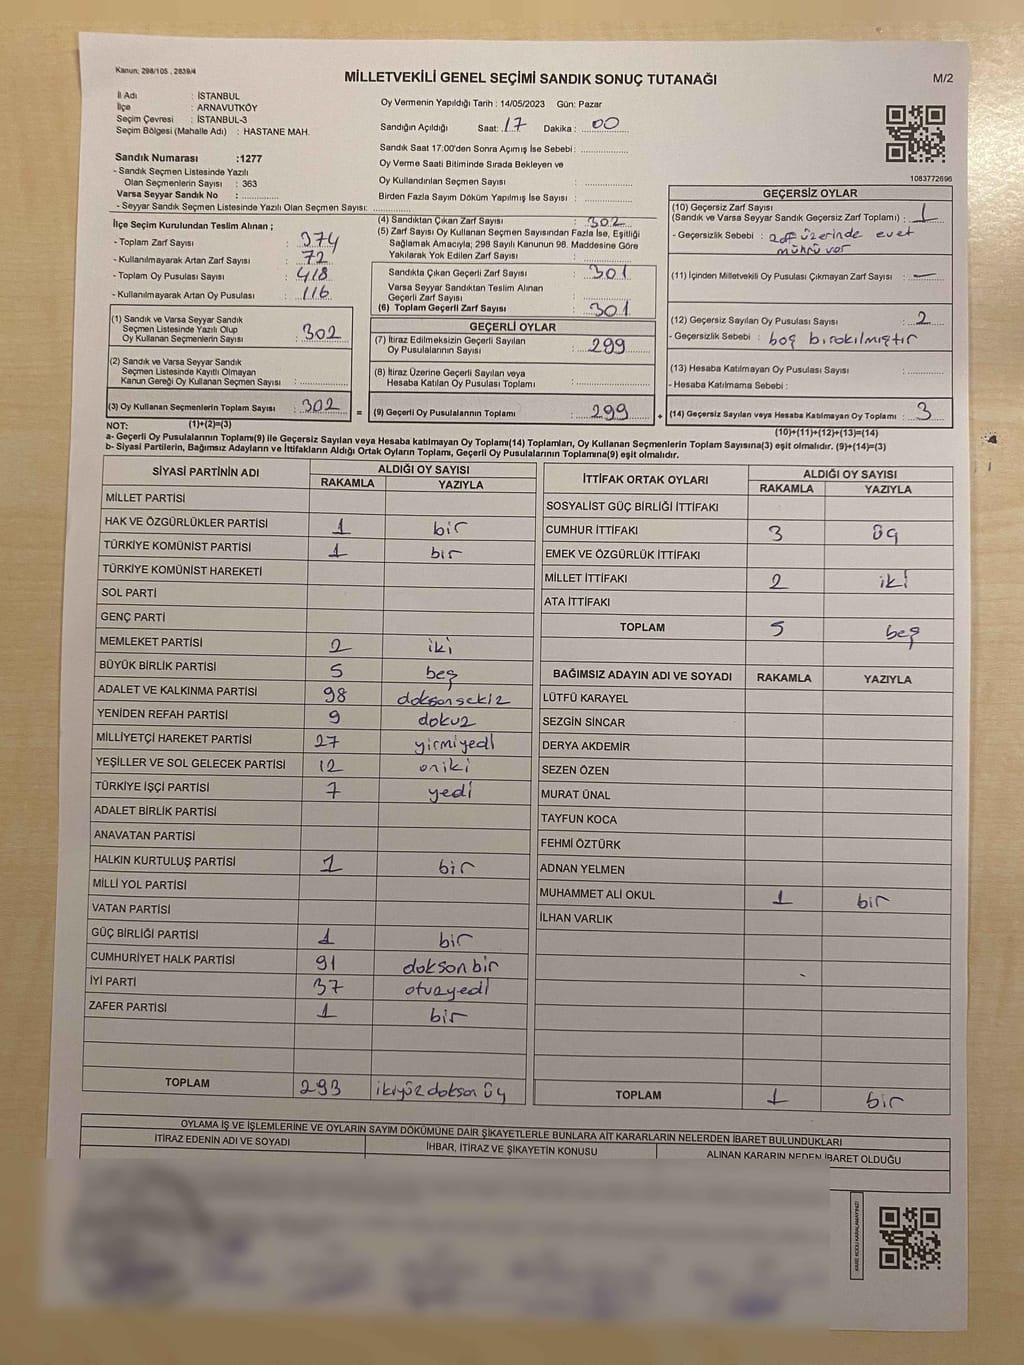 Kanun: 298/105 , 2839/4
MİLLETVEKİLİ GENEL SEÇİMİ SANDIK SONUÇ TUTANAĞI
M/2
İl Adı : İSTANBUL
İlçe : ARNAVUTKÖY
Seçim Çevresi : İSTANBUL-3
Seçim Bölgesi (Mahalle Adı) : HASTANE MAH.
Sandık Numarası :1277
- Sandık Seçmen Listesinde Yazılı
Olan Seçmenlerin Sayısı : 363
Varsa Seyyar Sandık No :
- Seyyar Sandık Seçmen Listesinde Yazılı Olan Seçmen Sayısı:
Oy Vermenin Yapıldığı Tarih : 14/05/2023 Gün: Pazar
Sandığın Açıldığı Saat: 17 Dakika : 00
Sandık Saat 17:00'den Sonra Açılmış İse Sebebi :
Oy Verme Saati Bitiminde Sırada Bekleyen ve
Oy Kullandırılan Seçmen Sayısı :
Birden Fazla Sayım Döküm Yapılmış İse Sayısı :
1083772696
İlçe Seçim Kurulundan Teslim Alınan ;
- Toplam Zarf Sayısı : 374
- Kullanılmayarak Artan Zarf Sayısı : 72
- Toplam Oy Pusulası Sayısı : 418
- Kullanılmayarak Artan Oy Pusulası : 116
(1) Sandık ve Varsa Seyyar Sandık
Seçmen Listesinde Yazılı Olup
Oy Kullanan Seçmenlerin Sayısı : 302
(2) Sandık ve Varsa Seyyar Sandık
Seçmen Listesinde Kayıtlı Olmayan
Kanun Gereği Oy Kullanan Seçmen Sayısı :
(3) Oy Kullanan Seçmenlerin Toplam Sayısı : 302
(1)+(2)=(3)
(4) Sandıktan Çıkan Zarf Sayısı : 302
(5) Zarf Sayısı Oy Kullanan Seçmen Sayısından Fazla İse, Eşitliği
Sağlamak Amacıyla; 298 Sayılı Kanunun 98. Maddesine Göre
Yakılarak Yok Edilen Zarf Sayısı :
Sandıkta Çıkan Geçerli Zarf Sayısı : 301
Varsa Seyyar Sandıktan Teslim Alınan
Geçerli Zarf Sayısı :
(6) Toplam Geçerli Zarf Sayısı : 301
GEÇERLİ OYLAR
(7) İtiraz Edilmeksizin Geçerli Sayılan
Oy Pusulalarının Sayısı : 299
(8) İtiraz Üzerine Geçerli Sayılan veya
Hesaba Katılan Oy Pusulası Toplamı :
= (9) Geçerli Oy Pusulalarının Toplamı : 299
GEÇERSİZ OYLAR
(10) Geçersiz Zarf Sayısı
(Sandık ve Varsa Seyyar Sandık Geçersiz Zarf Toplamı) : 1
- Geçersizlik Sebebi : üzerinde evet
mührü var
(11) İçinden Milletvekili Oy Pusulası Çıkmayan Zarf Sayısı : —
(12) Geçersiz Sayılan Oy Pusulası Sayısı : 2
- Geçersizlik Sebebi : boş bırakılmıştır
(13) Hesaba Katılmayan Oy Pusulası Sayısı :
- Hesaba Katılmama Sebebi :
+ (14) Geçersiz Sayılan veya Hesaba Katılmayan Oy Toplamı : 3
(10)+(11)+(12)+(13)=(14)
NOT:
a- Geçerli Oy Pusulalarının Toplamı(9) ile Geçersiz Sayılan veya Hesaba katılmayan Oy Toplamı(14) Toplamları, Oy Kullanan Seçmenlerin Toplam Sayısına(3) eşit olmalıdır. (9)+(14)=(3)
b- Siyasi Partilerin, Bağımsız Adayların ve İttifakların Aldığı Ortak Oyların Toplamı, Geçerli Oy Pusulalarının Toplamına(9) eşit olmalıdır.
SİYASİ PARTİNİN ADI
ALDIĞI OY SAYISI
RAKAMLA YAZIYLA
MİLLET PARTİSİ
HAK VE ÖZGÜRLÜKLER PARTİSİ 1 bir
TÜRKİYE KOMÜNİST PARTİSİ 1 bir
TÜRKİYE KOMÜNİST HAREKETİ
SOL PARTİ
GENÇ PARTİ
MEMLEKET PARTİSİ 2 iki
BÜYÜK BİRLİK PARTİSİ 5 beş
ADALET VE KALKINMA PARTİSİ 98 doksansekiz
YENİDEN REFAH PARTİSİ 9 dokuz
MİLLİYETÇİ HAREKET PARTİSİ 27 yirmiyedi
YEŞİLLER VE SOL GELECEK PARTİSİ 12 oniki
TÜRKİYE İŞÇİ PARTİSİ 7 yedi
ADALET BİRLİK PARTİSİ
ANAVATAN PARTİSİ
HALKIN KURTULUŞ PARTİSİ 1 bir
MİLLİ YOL PARTİSİ
VATAN PARTİSİ
GÜÇ BİRLİĞİ PARTİSİ 1 bir
CUMHURİYET HALK PARTİSİ 91 doksan bir
İYİ PARTİ 37 otuzyedi
ZAFER PARTİSİ 1 bir
TOPLAM 293 ikiyüz doksan üç
İTTİFAK ORTAK OYLARI
ALDIĞI OY SAYISI
RAKAMLA YAZIYLA
SOSYALİST GÜÇ BİRLİĞİ İTTİFAKI
CUMHUR İTTİFAKI 3 üç
EMEK VE ÖZGÜRLÜK İTTİFAKI
MİLLET İTTİFAKI 2 iki
ATA İTTİFAKI
TOPLAM 5 beş
BAĞIMSIZ ADAYIN ADI VE SOYADI RAKAMLA YAZIYLA
LÜTFÜ KARAYEL
SEZGİN SİNCAR
DERYA AKDEMİR
SEZEN ÖZEN
MURAT ÜNAL
TAYFUN KOCA
FEHMİ ÖZTÜRK
ADNAN YELMEN
MUHAMMET ALİ OKUL 1 bir
İLHAN VARLIK
TOPLAM 1 bir
OYLAMA İŞ VE İŞLEMLERİNE VE OYLARIN SAYIM DÖKÜMÜNE DAİR ŞİKAYETLERLE BUNLARA AİT KARARLARIN NELERDEN İBARET BULUNDUKLARI
İTİRAZ EDENİN ADI VE SOYADI
İHBAR, İTİRAZ VE ŞİKAYETİN KONUSU
ALINAN KARARIN NEDEN İBARET OLDUĞU
KARE KODU KARALAMAYINIZ!